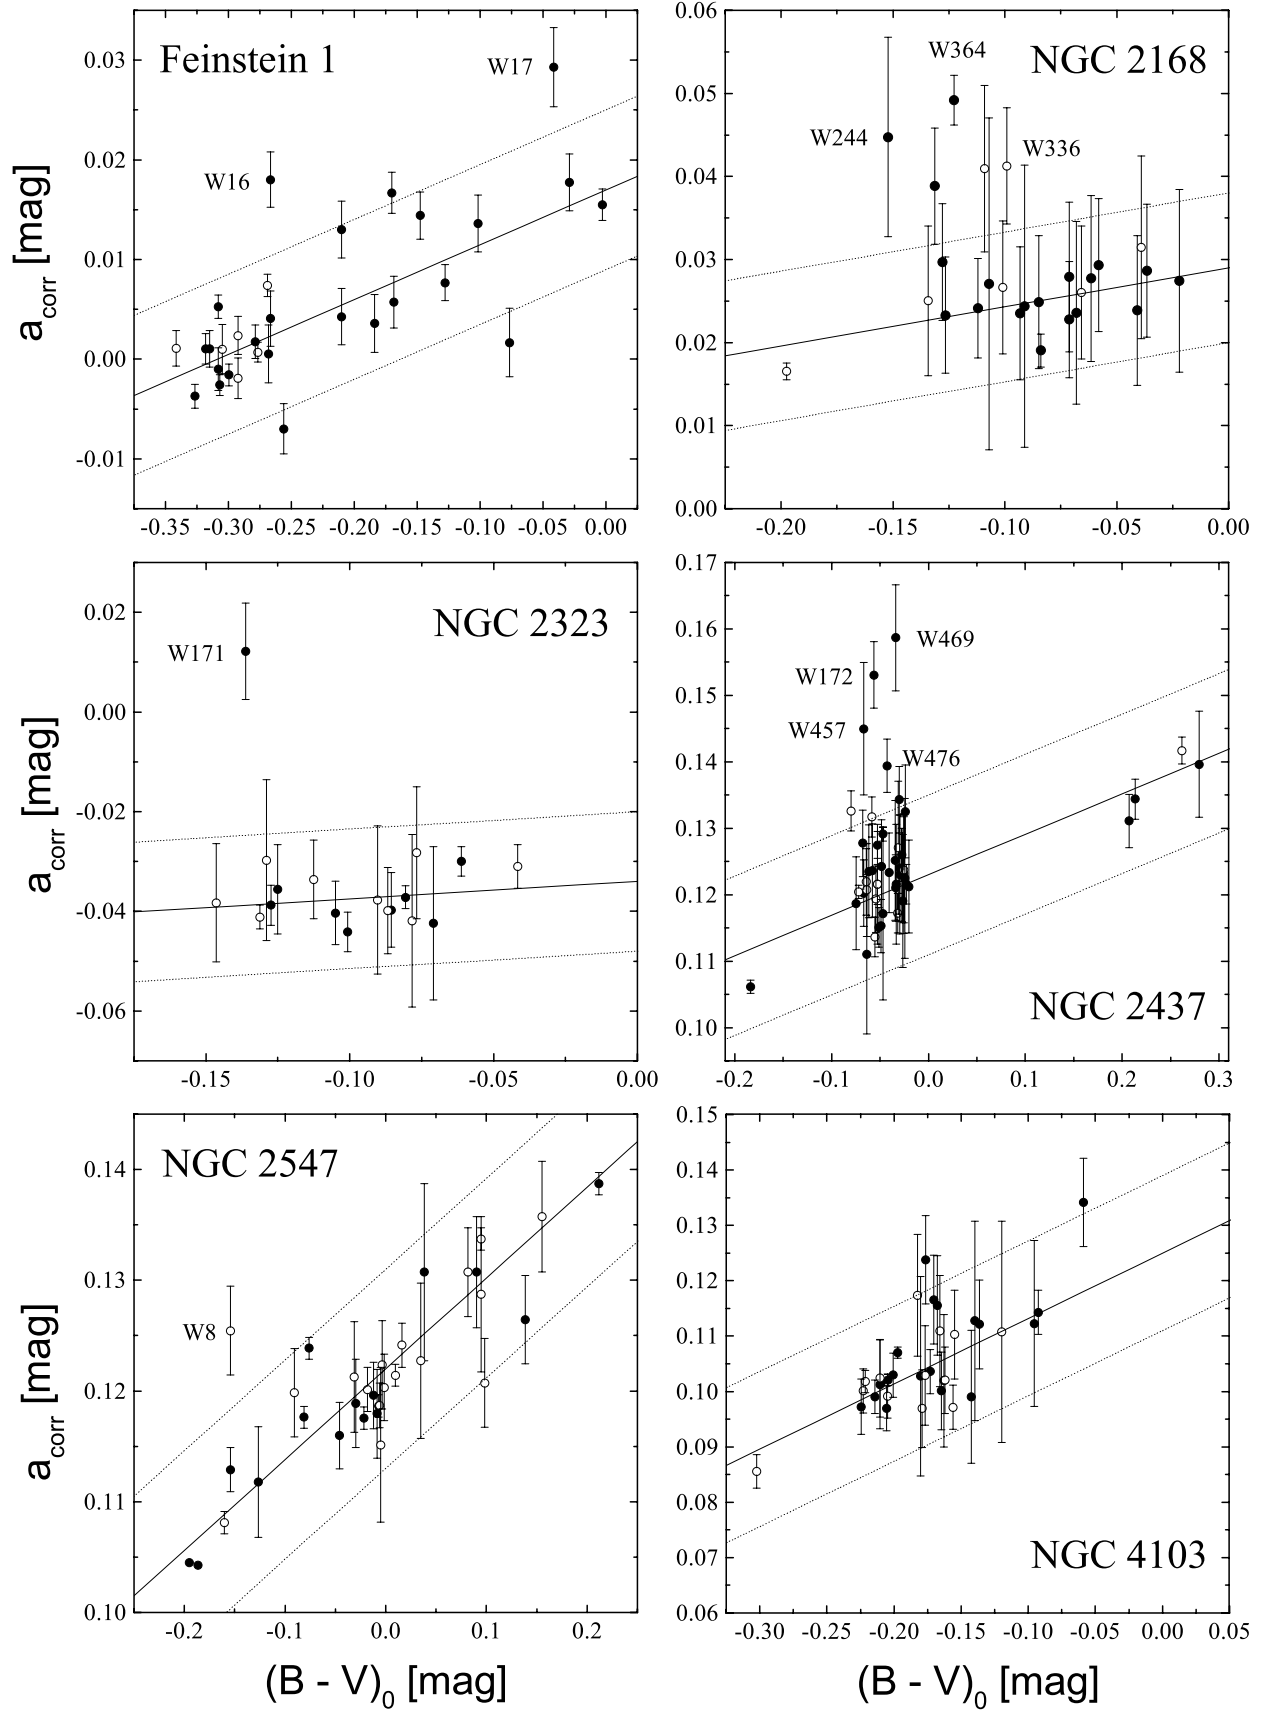 Feinstein 1
W17
W16
a_corr [mag]
0.03
0.02
0.01
0.00
-0.01
-0.35 -0.30 -0.25 -0.20 -0.15 -0.10 -0.05 0.00
NGC 2168
W364
W244
W336
0.06
0.05
0.04
0.03
0.02
0.01
0.00
-0.20 -0.15 -0.10 -0.05 0.00
NGC 2323
W171
a_corr [mag]
0.02
0.00
-0.02
-0.04
-0.06
-0.15 -0.10 -0.05 0.00
NGC 2437
W469
W172
W457
W476
0.17
0.16
0.15
0.14
0.13
0.12
0.11
0.10
-0.2 -0.1 0.0 0.1 0.2 0.3
NGC 2547
W8
a_corr [mag]
0.14
0.13
0.12
0.11
0.10
-0.2 -0.1 0.0 0.1 0.2
(B - V)_0 [mag]
NGC 4103
0.15
0.14
0.13
0.12
0.11
0.10
0.09
0.08
0.07
0.06
-0.30 -0.25 -0.20 -0.15 -0.10 -0.05 0.00 0.05
(B - V)_0 [mag]